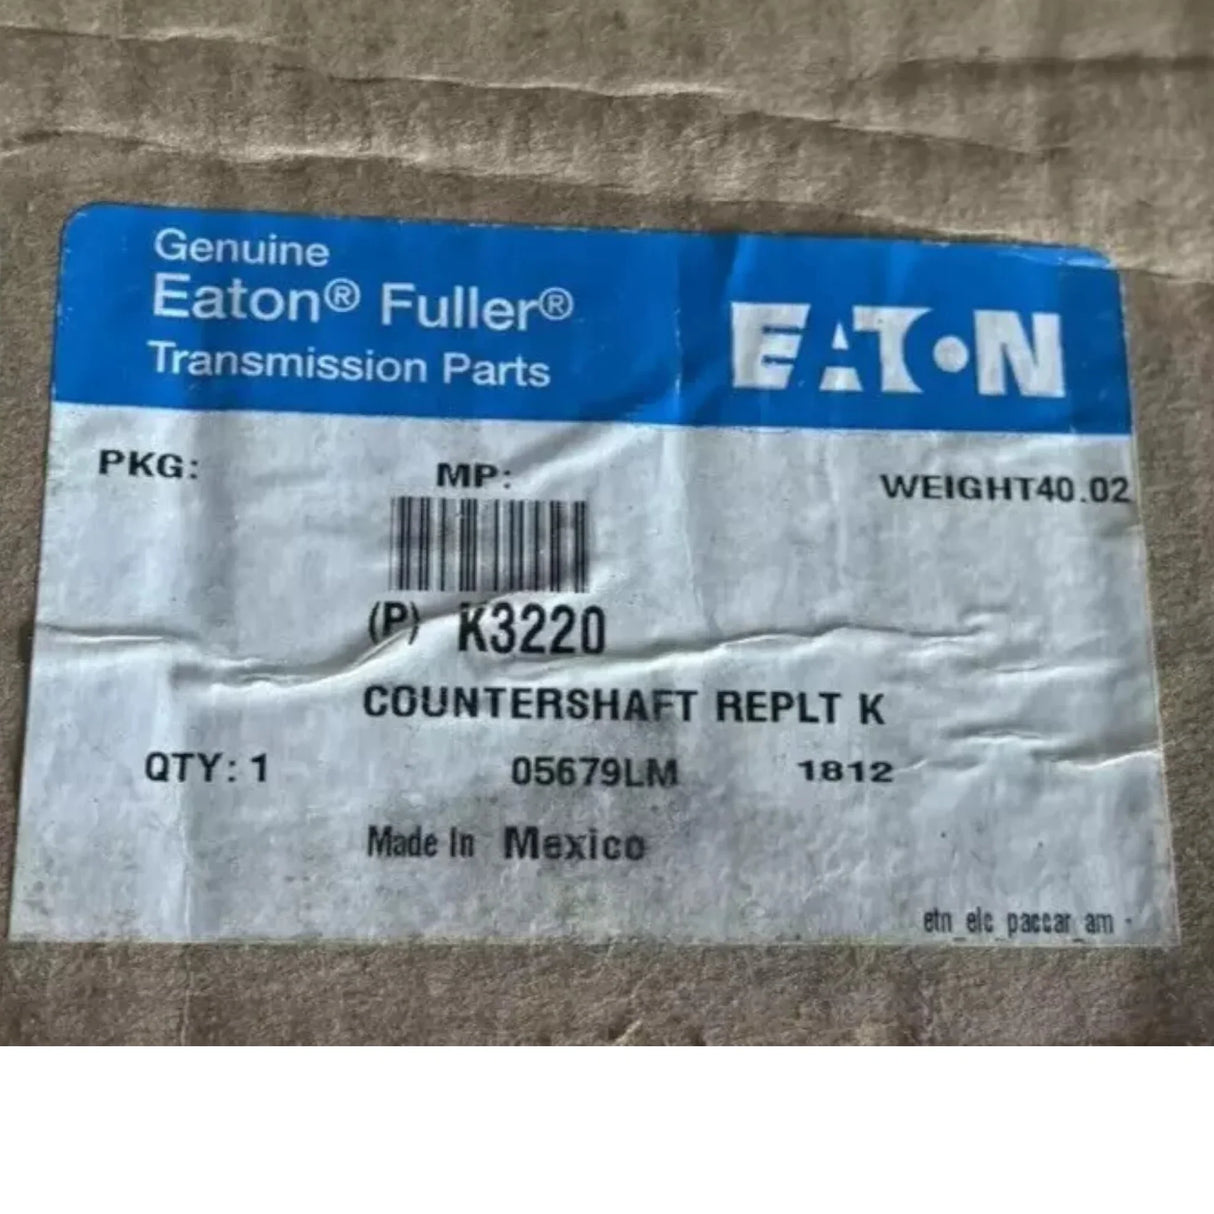 Genuine
Eaton® Fuller®
Transmission Parts
EATON
PKG: MP: WEIGHT40.02
(P) K3220
COUNTERSHAFT REPLT K
QTY: 1 05679LM 1812
Made In Mexico
etn_elc_paccar_am -